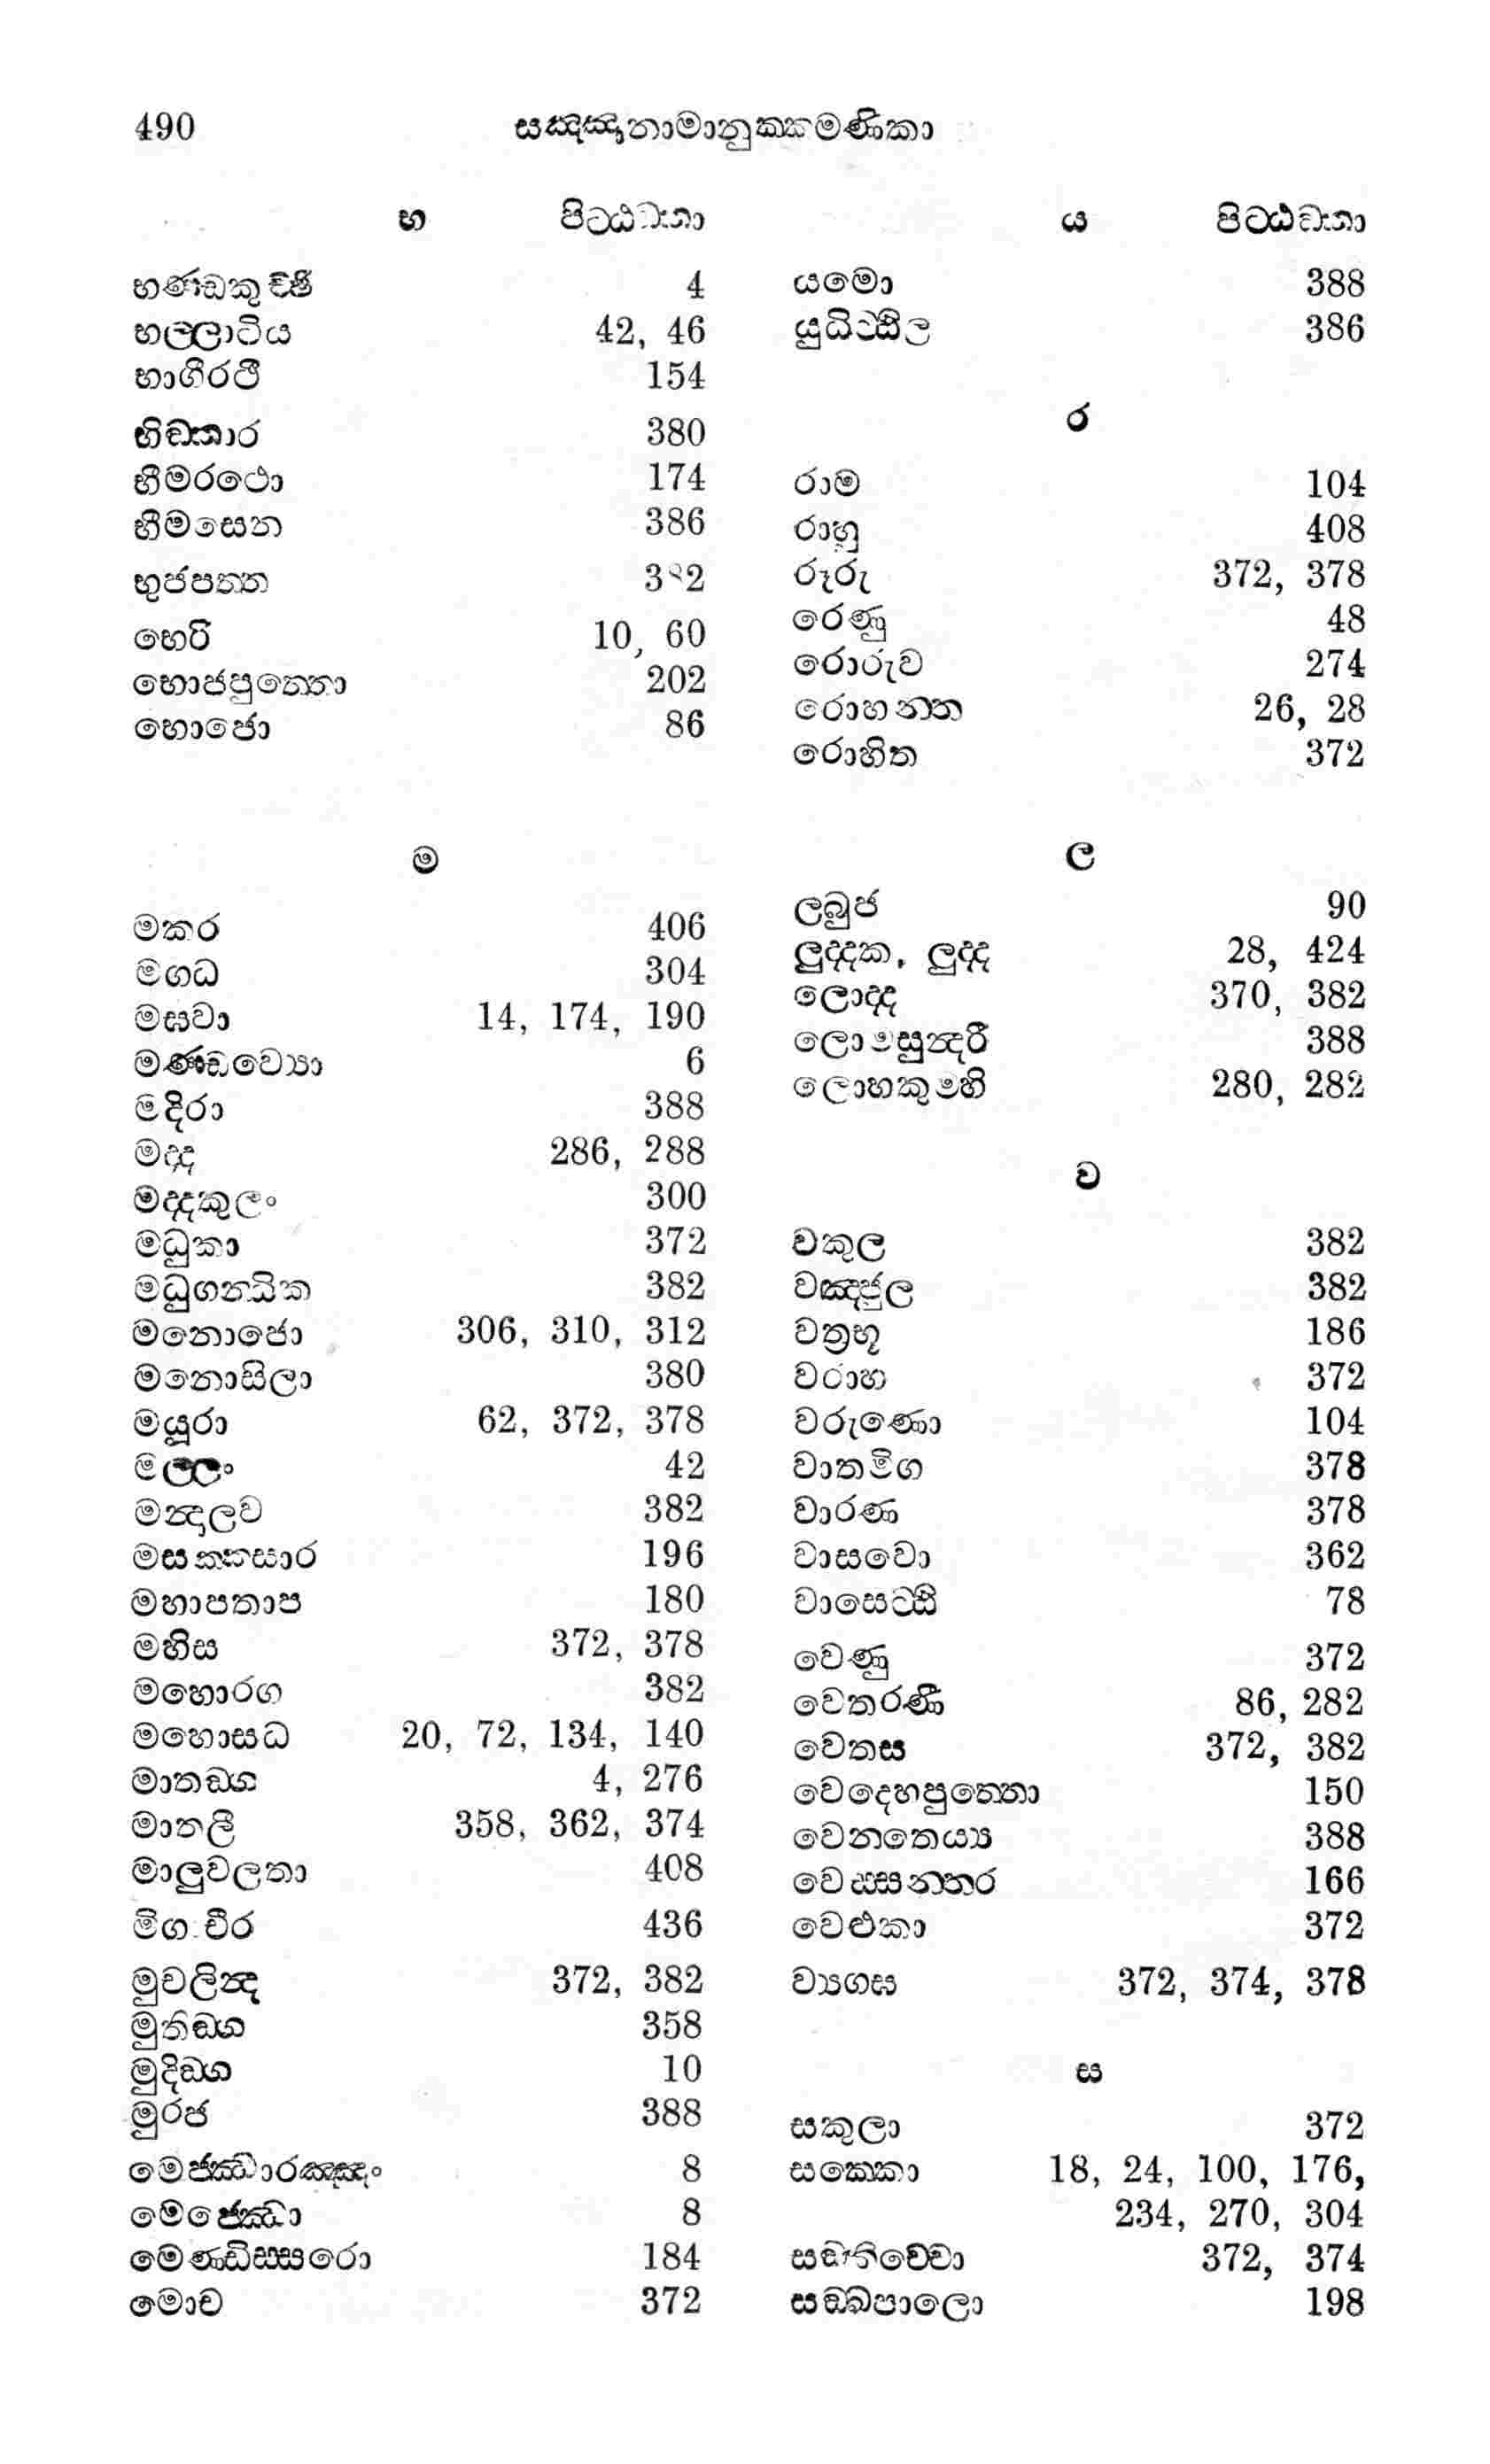 490 සඤ්ඤානාමානුක්කමණිකා
භ පිට්ඨඞ්කා
භණ්ඩකුච්ඡි 4
භල්ලාටිය 42, 46
භාගීරථී 154
භිඞ්කාර 380
භීමරථො 174
භීමසෙන 386
භුජපත්ත
භෙරි 10, 60
භොජපුත්තො 202
භොජො 86
ම
මකර 406
මගධ 304
මඝවා 14, 174, 190
මණ්ඩව්‍යො 6
මදිරා 388
මද්ද 286, 288
මද්දකුලං 300
මධුකා 372
මධුගන්ධික 382
මනොජො 306, 310, 312
මනොසිලා 380
මයූරා 62, 372, 378
මල්ලං 42
මන්දාලව 382
මසක්කසාර 196
මහාපතාප 180
මහිස 372, 378
මහොරග 382
මහොසධ 20, 72, 134, 140
මාතඞ්ග 4, 276
මාතලී 358, 362, 374
මාලුවලතා 408
මිගචීර 436
මුචලින්ද 372, 382
මුතිඞ්ග 358
මුදිඞ්ග 10
මුරජ 388
මෙජ්ඣාරඤ්ඤං 8
මෙජ්ඣො 8
මෙණ්ඩිස්සරො 184
මොච 372
ය පිට්ඨඞ්කා
යමො 388
යුධිට්ඨිල 386
ර
රාම 104
රාහු 408
රූරු 372, 378
රෙණු 48
රොරුව 274
රොහන්ත 26, 28
රොහිත 372
ල
ලබුජ 90
ලුද්දක, ලුද්ද 28, 424
ලොද්ද 370, 382
ලොමසුන්දරී 388
ලොහකුම්භි 280, 282
ව
වකුල 382
වඤ්ජුල 382
වත්‍රභූ 186
වරාහ 372
වරුණො 104
වාතමිග 378
වාරණ 378
වාසවො 362
වාසෙට්ඨි 78
වෙණු 372
වෙතරණී 86, 282
වෙතස 372, 382
වෙදෙහපුත්තො 150
වෙනතෙය්‍ය 388
වෙස්සන්තර 166
වෙළුකා 372
ව්‍යග්ඝ 372, 374, 378
ස
සකුලා 372
සක්කො 18, 24, 100, 176,
234, 270, 304
372, 374
සඞ්ඛපාලො 198